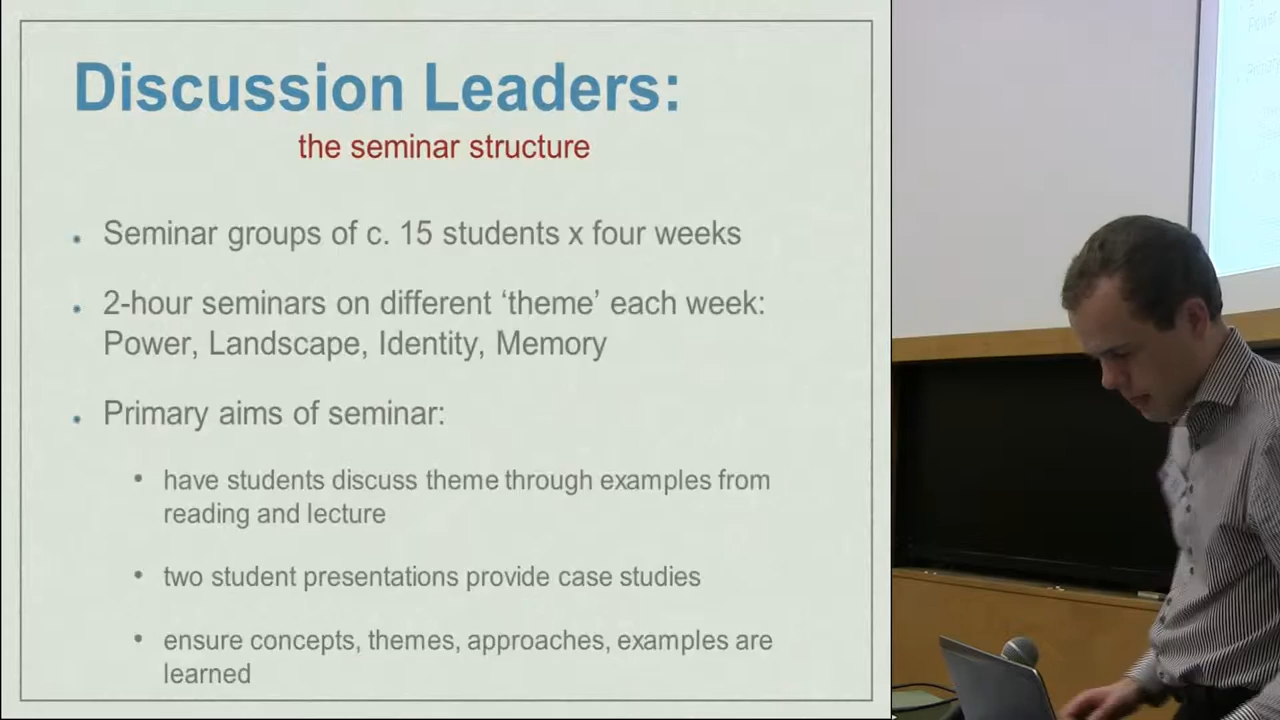 Discussion Leaders:
the seminar structure
Seminar groups of c. 15 students x four weeks
2-hour seminars on different ‘theme’ each week:
Power, Landscape, Identity, Memory
Primary aims of seminar:
have students discuss theme through examples from
reading and lecture
two student presentations provide case studies
ensure concepts, themes, approaches, examples are
learned